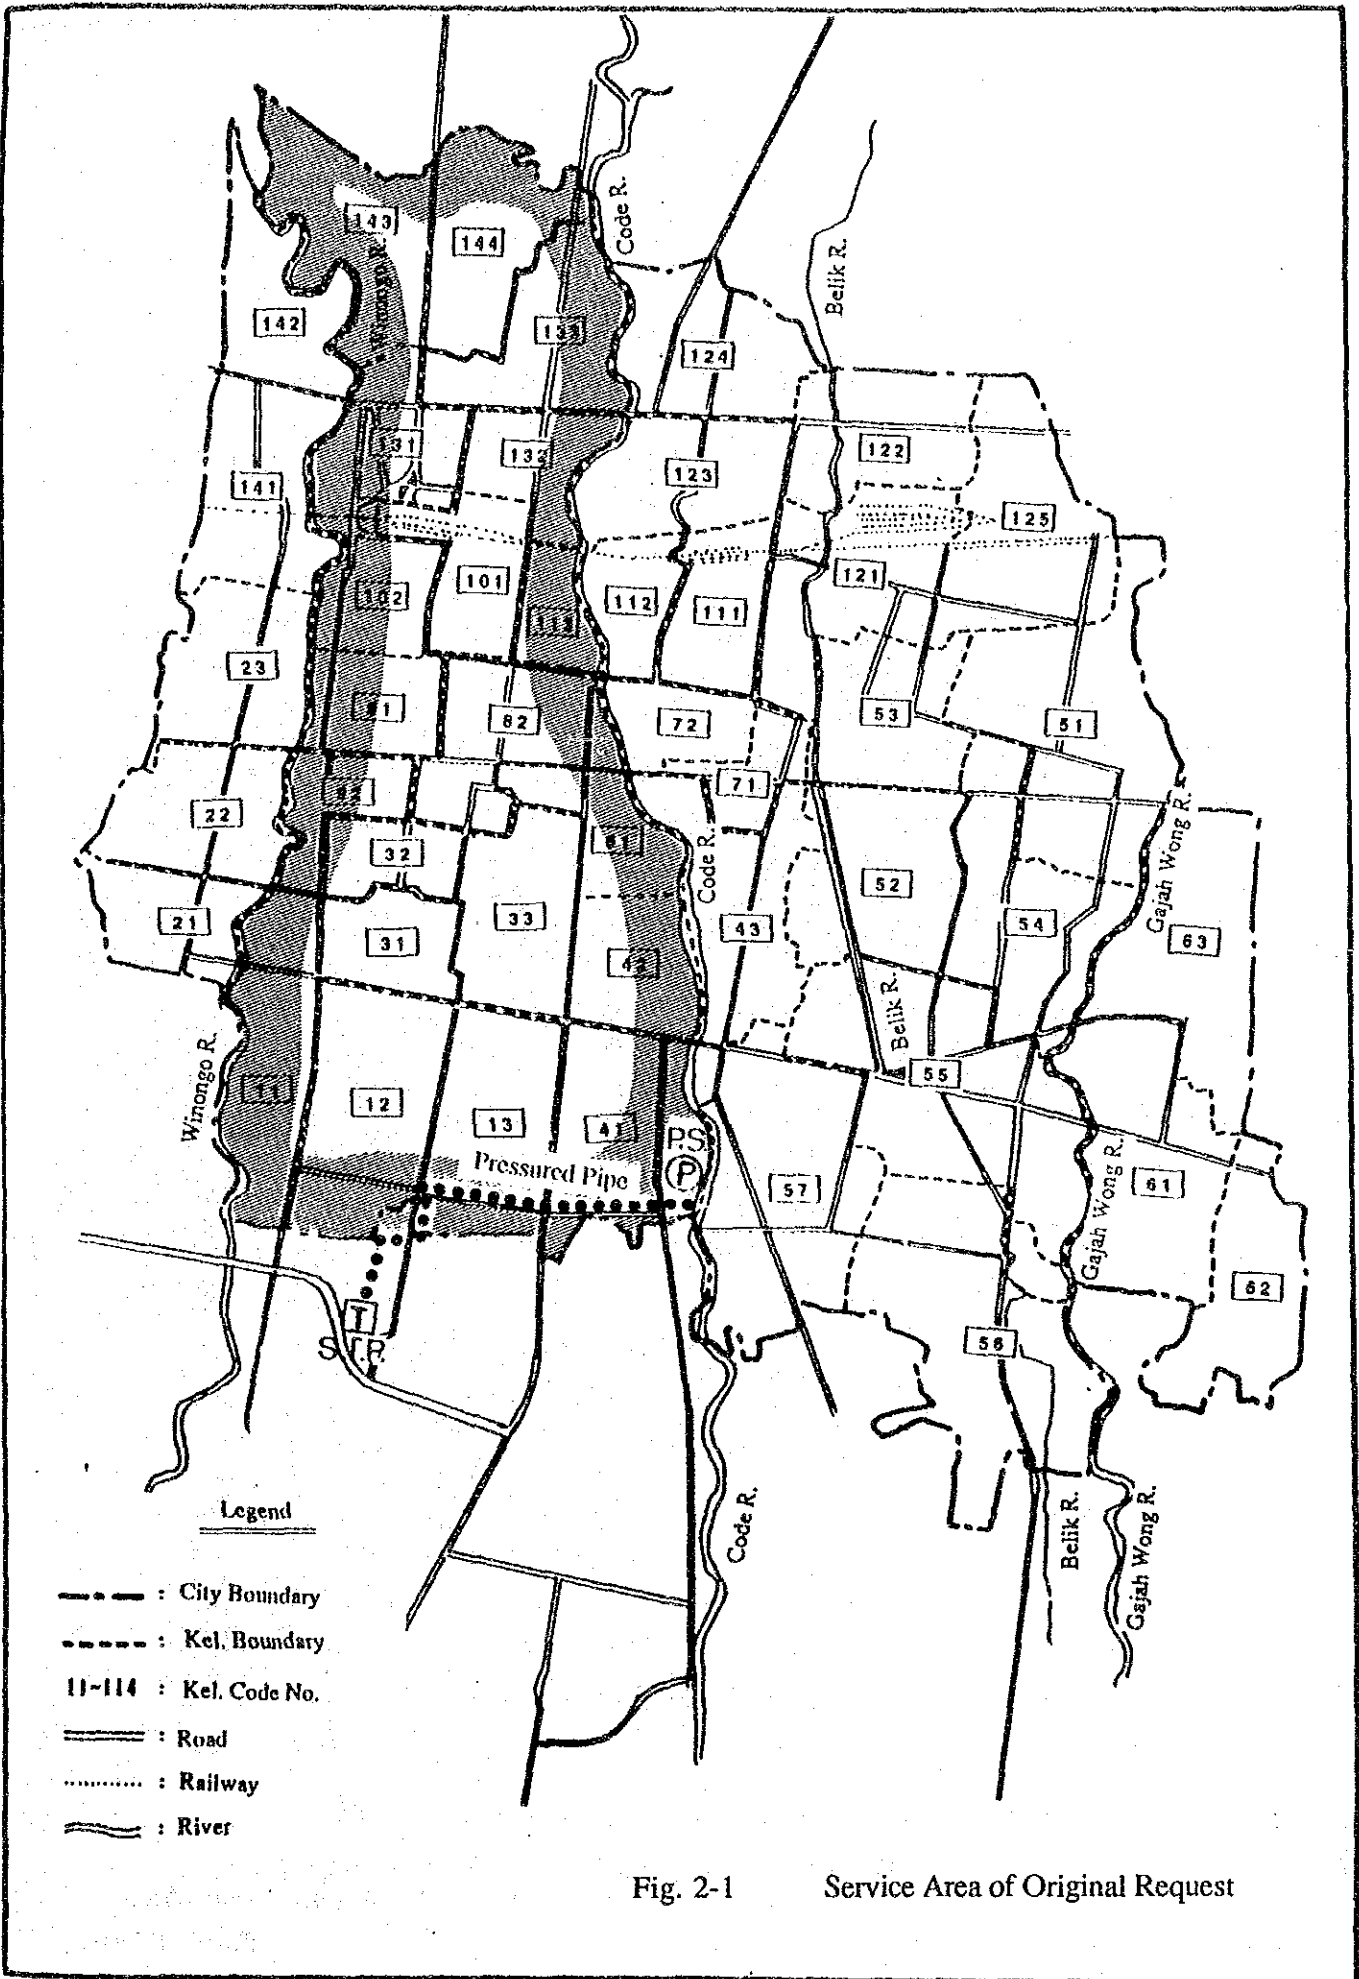 Code R.
143
144
Winongo R.
Belik R.
142
133
124
131
132
122
141
123
125
102
101
121
112
111
113
23
53
51
82
72
71
22
32
Code R.
Gajah Wong R.
52
21
33
43
54
63
31
42
Belik R.
Winongo R.
55
11
12
13
41
P.S
Pressured Pipe
P
57
Gajah Wong R.
61
62
56
T
S.T.P.
Code R.
Belik R.
Gajah Wong R.
Legend
: City Boundary
: Kel. Boundary
11~114 : Kel. Code No.
: Road
: Railway
: River
Fig. 2-1 Service Area of Original Request